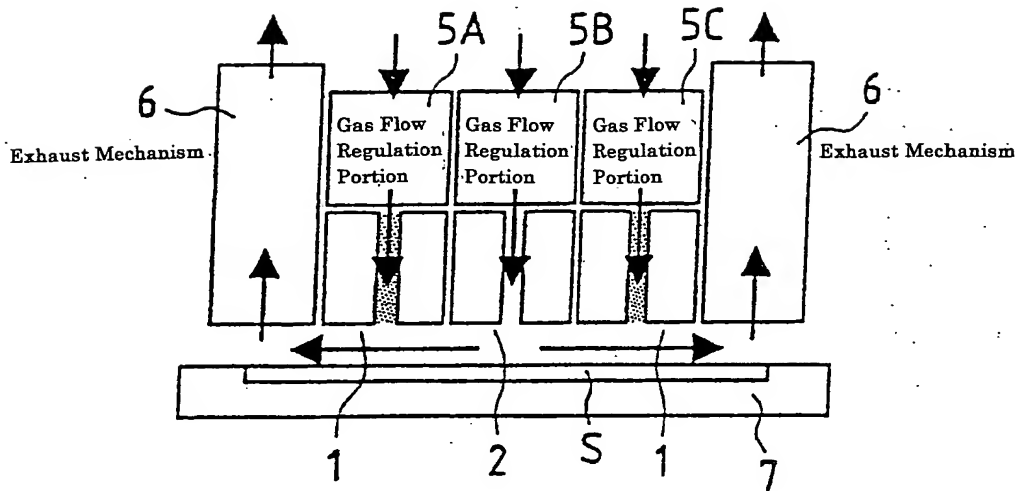 5A
5B
5C
6
6
Gas Flow
Regulation
Portion
Gas Flow
Regulation
Portion
Gas Flow
Regulation
Portion
Exhaust Mechanism
Exhaust Mechanism
1
2
S
1
7